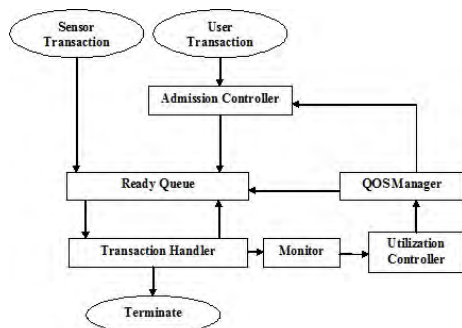 Sensor
Transaction
User
Transaction
Admission Controller
Ready Queue
QOS Manager
Transaction Handler
Monitor
Utilization
Controller
Terminate